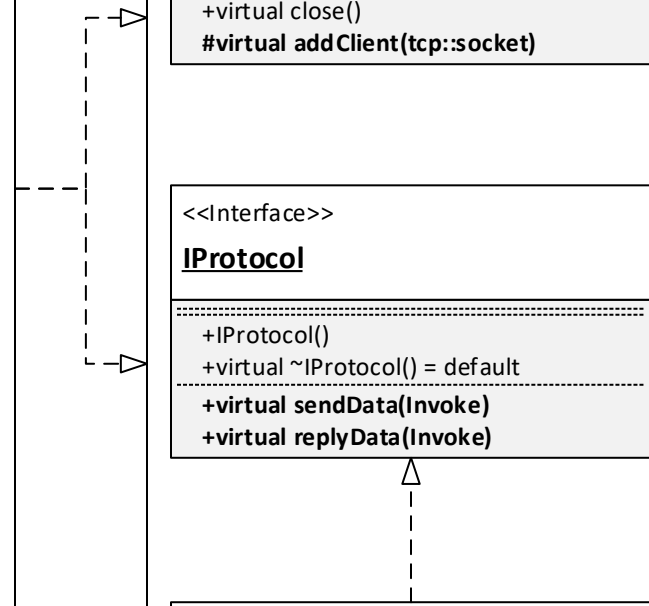 +virtual close()
#virtual addClient(tcp::socket)
<<Interface>>
IProtocol
+IProtocol()
+virtual ~IProtocol() = default
+virtual sendData(Invoke)
+virtual replyData(Invoke)